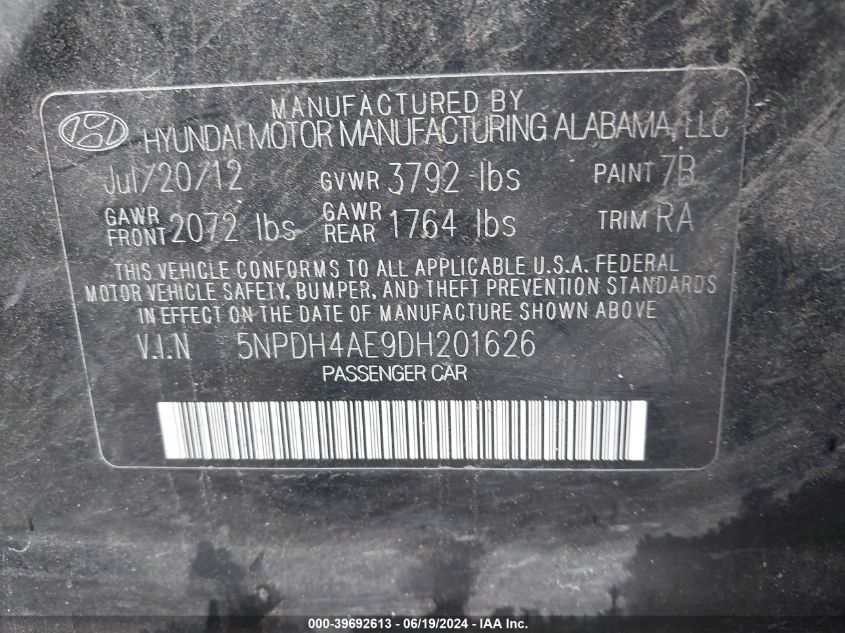 MANUFACTURED BY
HYUNDAI MOTOR MANUFACTURING ALABAMA, LLC
Jul/20/12 GVWR 3792 lbs PAINT 7B
GAWR FRONT 2072 lbs GAWR REAR 1764 lbs TRIM RA
THIS VEHICLE CONFORMS TO ALL APPLICABLE U.S.A. FEDERAL
MOTOR VEHICLE SAFETY, BUMPER, AND THEFT PREVENTION STANDARDS
IN EFFECT ON THE DATE OF MANUFACTURE SHOWN ABOVE
V.I.N 5NPDH4AE9DH201626
PASSENGER CAR
000-39692613 - 06/19/2024 - IAA Inc.